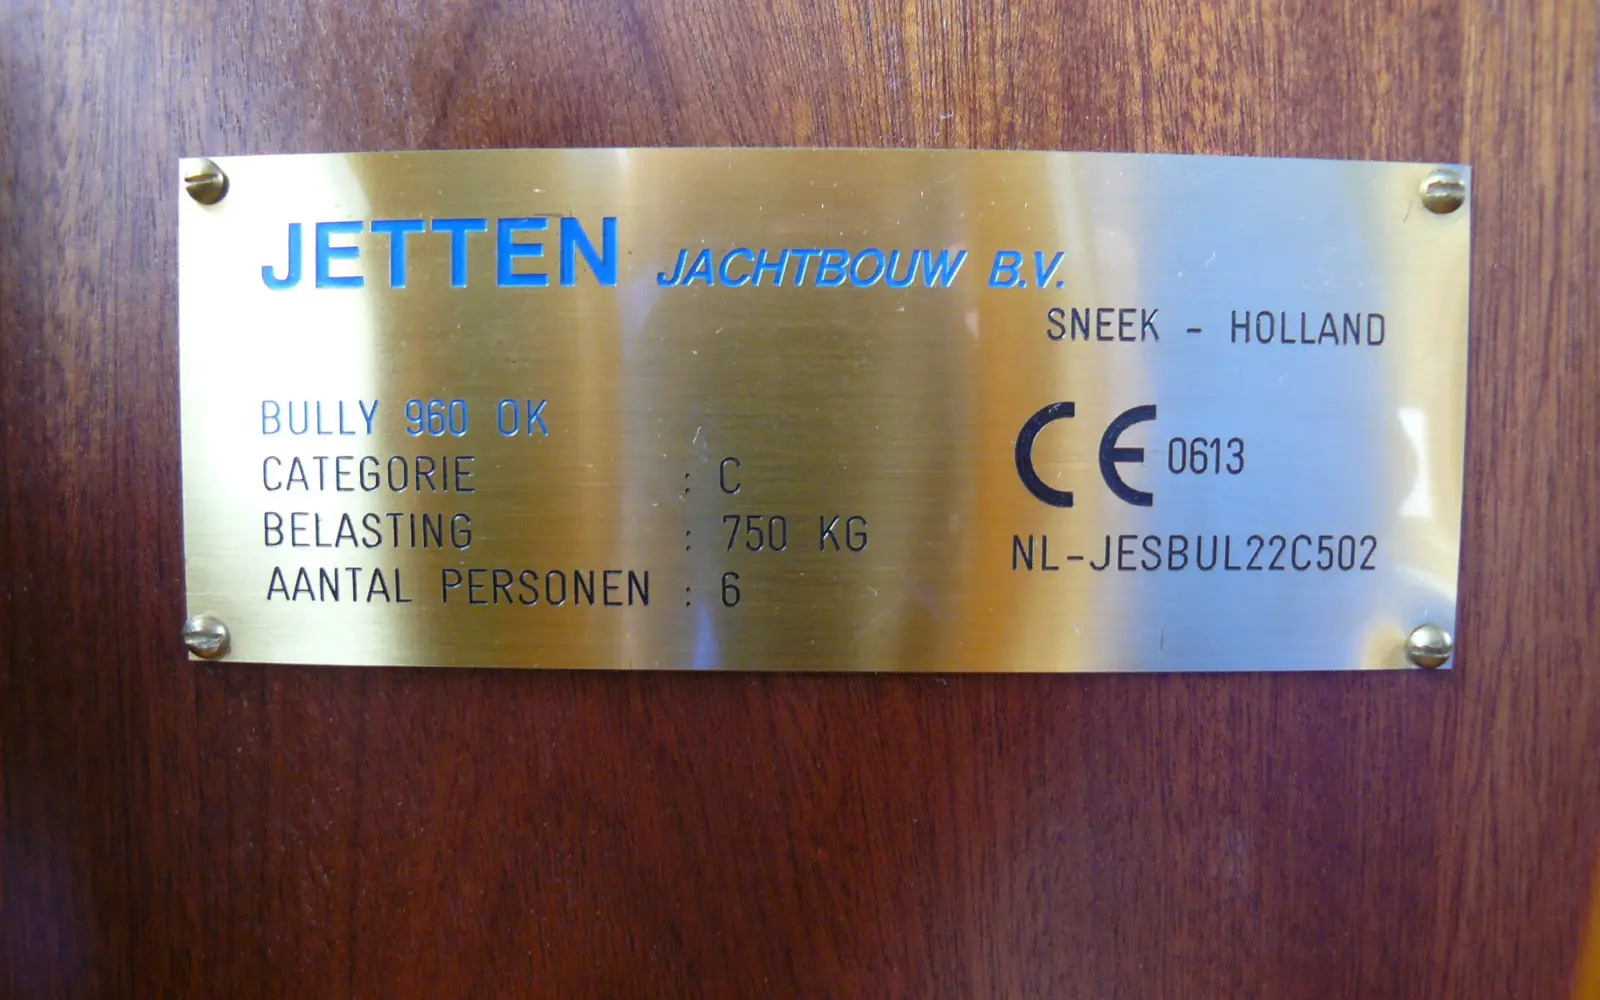 JETTEN JACHTBOUW B.V.
SNEEK - HOLLAND
BULLY 960 OK
CATEGORIE : C
BELASTING : 750 KG
AANTAL PERSONEN : 6
CE 0613
NL-JESBUL22C502